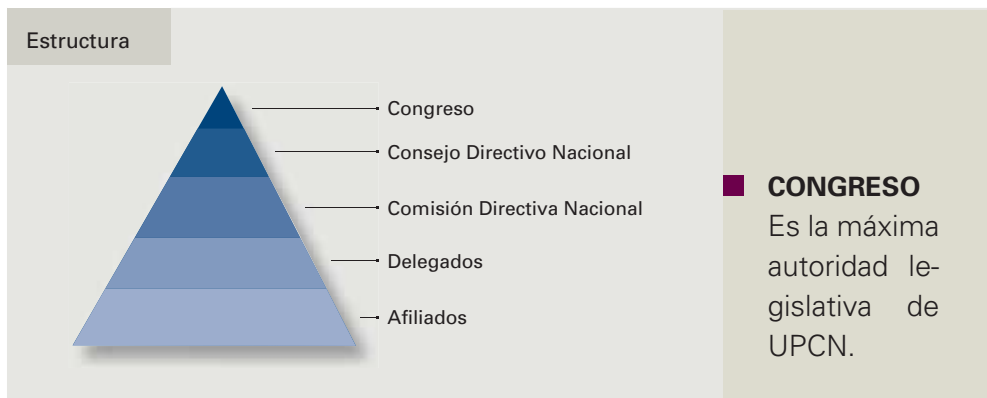 Estructura
Congreso
Consejo Directivo Nacional
Comisión Directiva Nacional
Delegados
Afiliados
CONGRESO
Es la máxima
autoridad le-
gislativa de
UPCN.